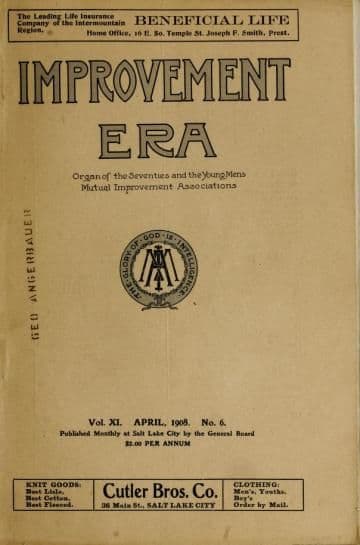 The Leading Life Insurance
Company of the Intermountain
Region.
BENEFICIAL LIFE
Home Office, 16 E. So. Temple St. Joseph F. Smith, Prest.
IMPROVEMENT
ERA
Organ of the Seventies and the Young Mens
Mutual Improvement Associations
GEO ANGERBAUER
THE·GLORY·OF·GOD·IS·INTELLIGENCE·
Vol. XI. APRIL, 1908. No. 6.
Published Monthly at Salt Lake City by the General Board
$2.00 PER ANNUM
KNIT GOODS:
Best Lisle,
Best Cotton,
Best Fleeced.
Cutler Bros. Co.
36 Main St., SALT LAKE CITY
CLOTHING:
Men's, Youths.
Boy's
Order by Mail.